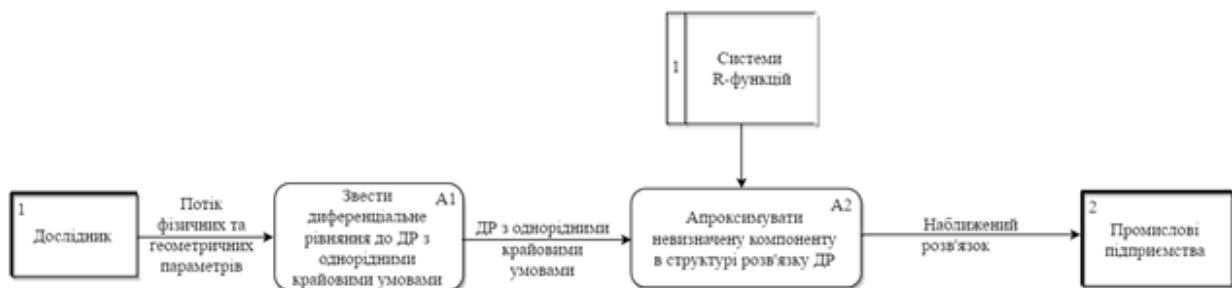 1
Системи
R-функцій
1
Дослідник
Потік
фізичних та
геометричних
параметрів
A1
Звести
диференціальне
рівняння до ДР з
однорідними
крайовими умовами
ДР з однорідними
крайовими
умовами
A2
Апроксимувати
невизначену компоненту
в структурі розв'язку ДР
Наближений
розв'язок
2
Промислові
підприємства